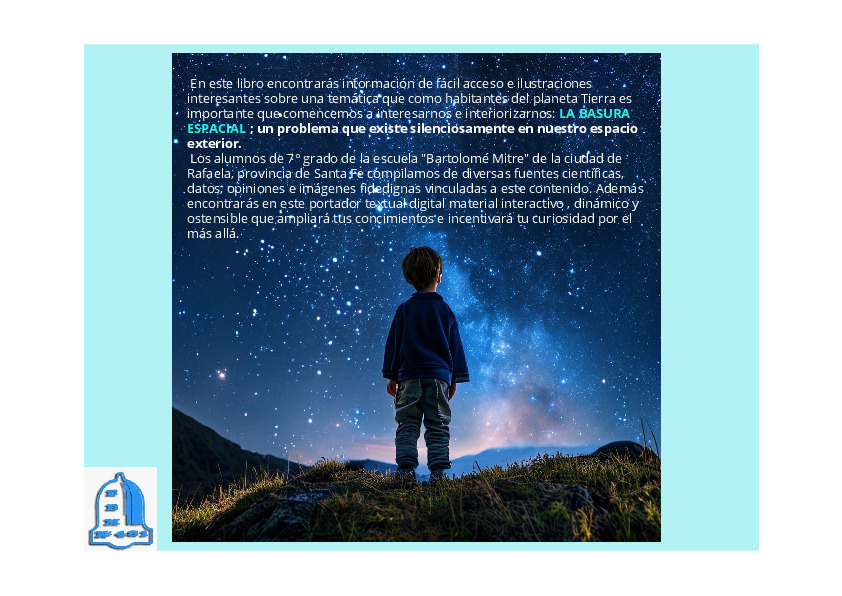 En este libro encontrarás información de fácil acceso e ilustraciones
interesantes sobre una temática que como habitantes del planeta Tierra es
importante que comencemos a interesarnos e interiorizarnos: LA BASURA
ESPACIAL ; un problema que existe silenciosamente en nuestro espacio
exterior.
Los alumnos de 7° grado de la escuela "Bartolomé Mitre" de la ciudad de
Rafaela, provincia de Santa Fe compilamos de diversas fuentes científicas,
datos, opiniones e imágenes fidedignas vinculadas a este contenido. Además
encontrarás en este portador textual digital material interactivo , dinámico y
ostensible que ampliará tus concimientos e incentivará tu curiosidad por el
más allá.
N°481